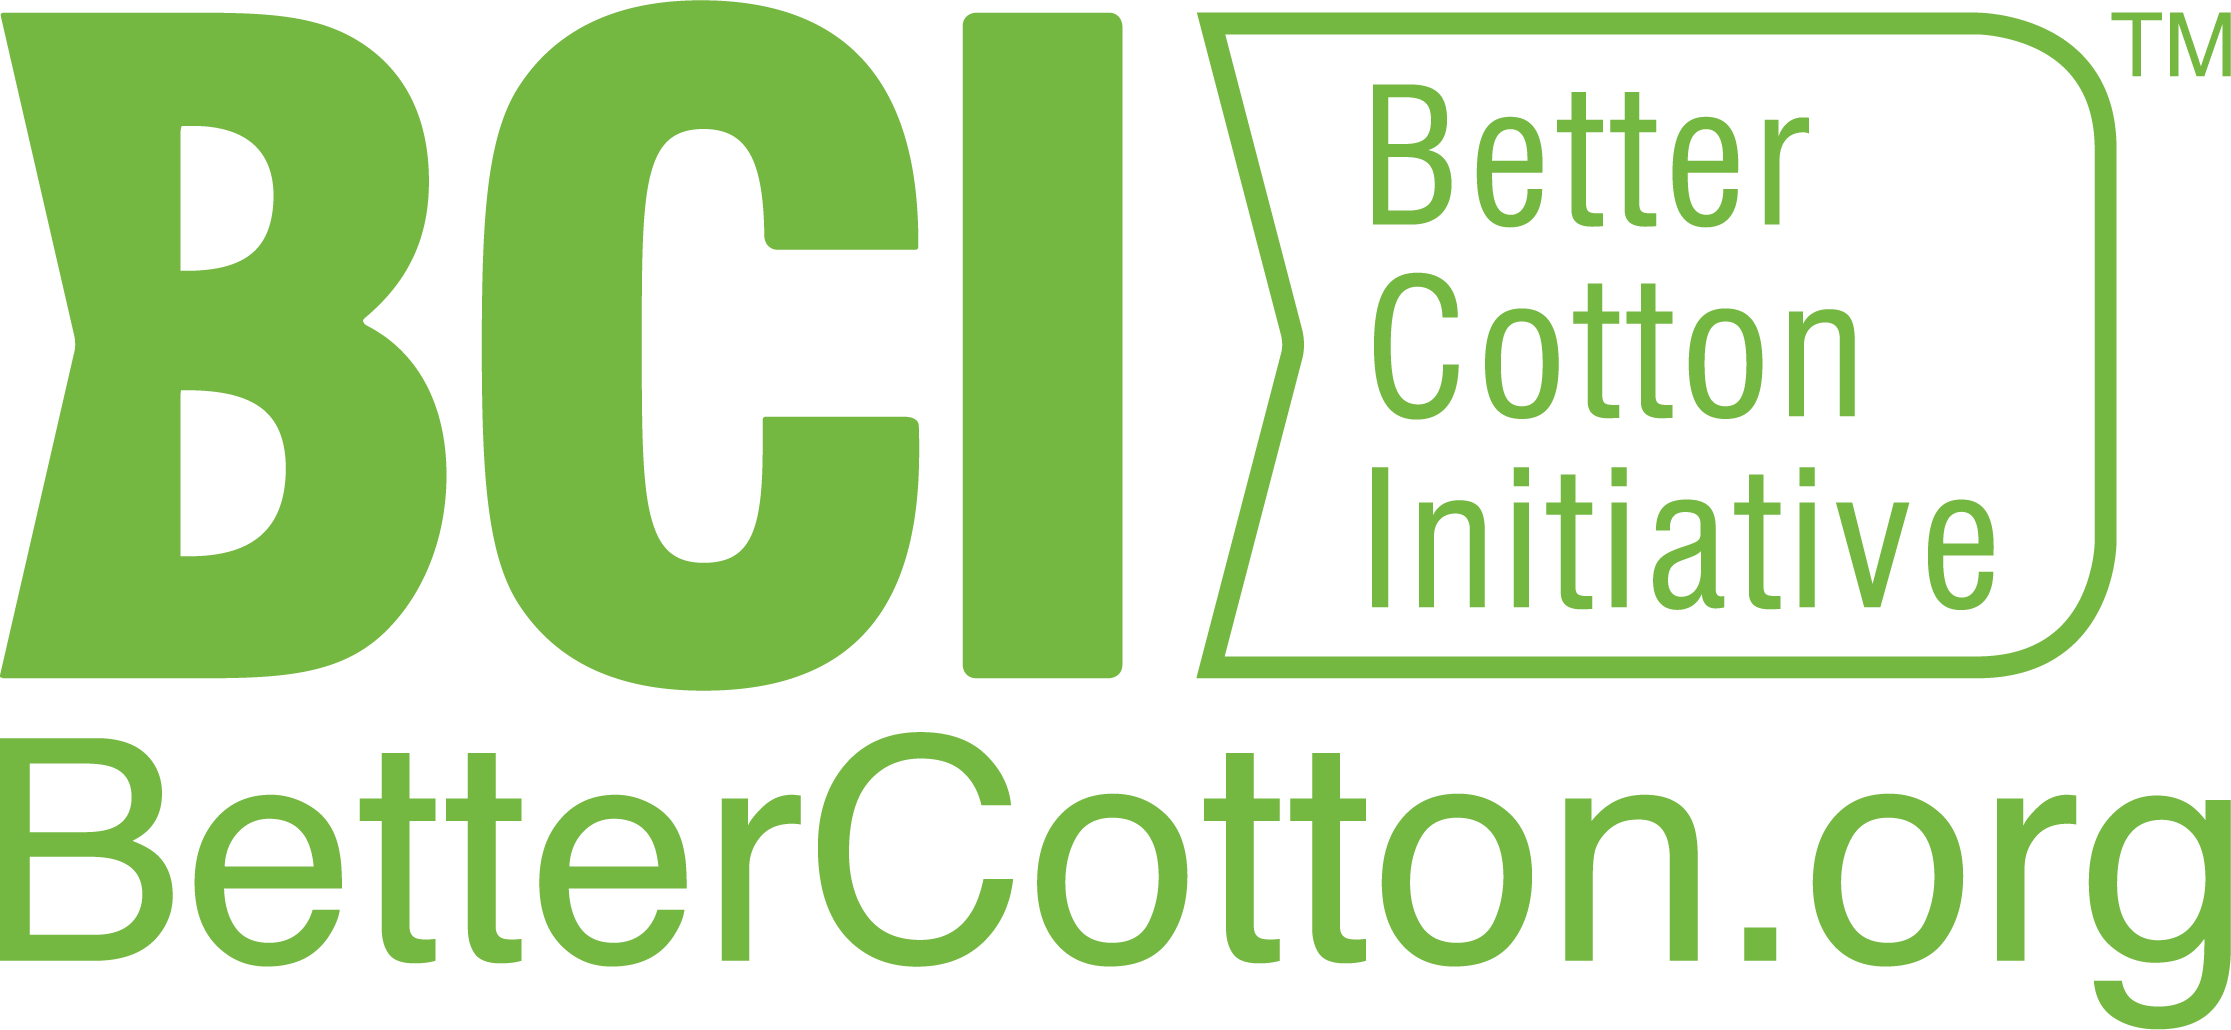 BCI
Better
Cotton
Initiative
TM
BetterCotton.org